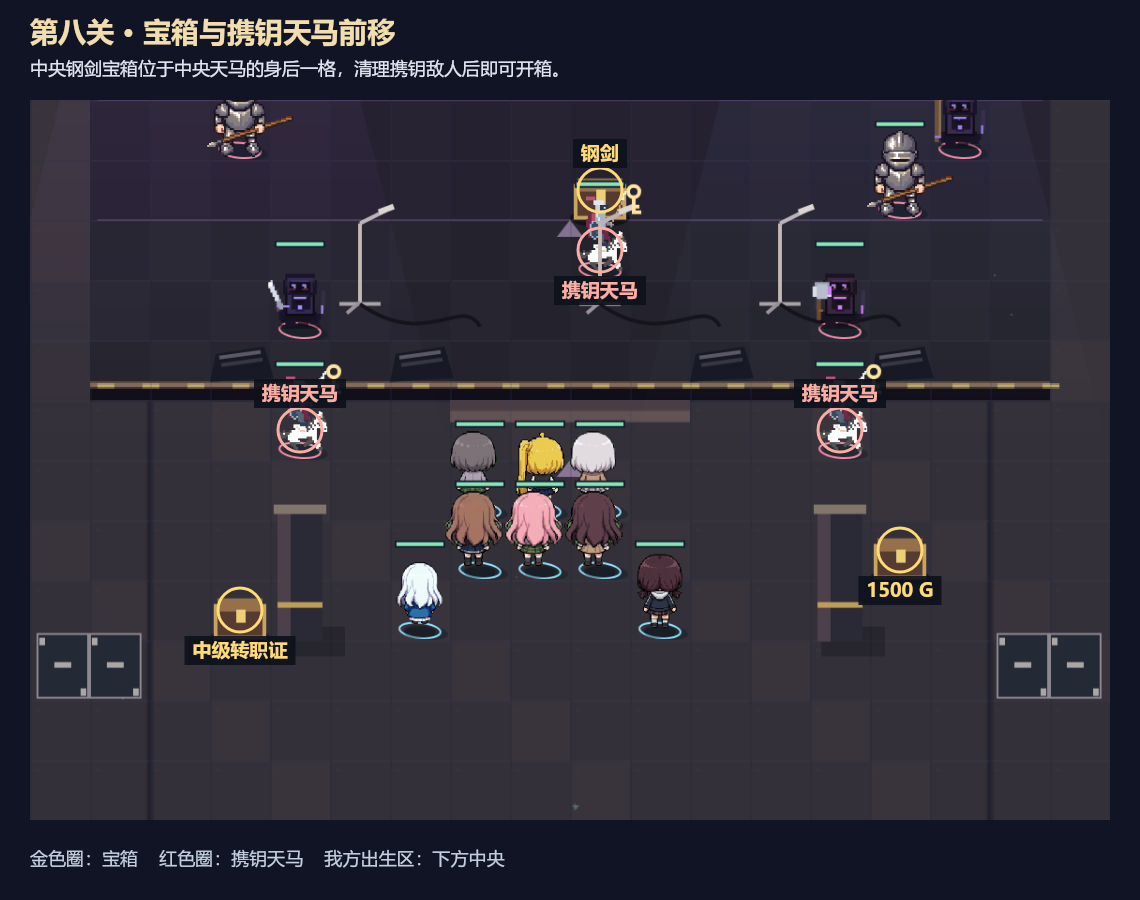 第八关 · 宝箱与携钥天马前移
中央钢剑宝箱位于中央天马的身后一格，清理携钥敌人后即可开箱。
钢剑
携钥天马
携钥天马
携钥天马
1500 G
中级转职证
金色圈：宝箱 红色圈：携钥天马 我方出生区：下方中央